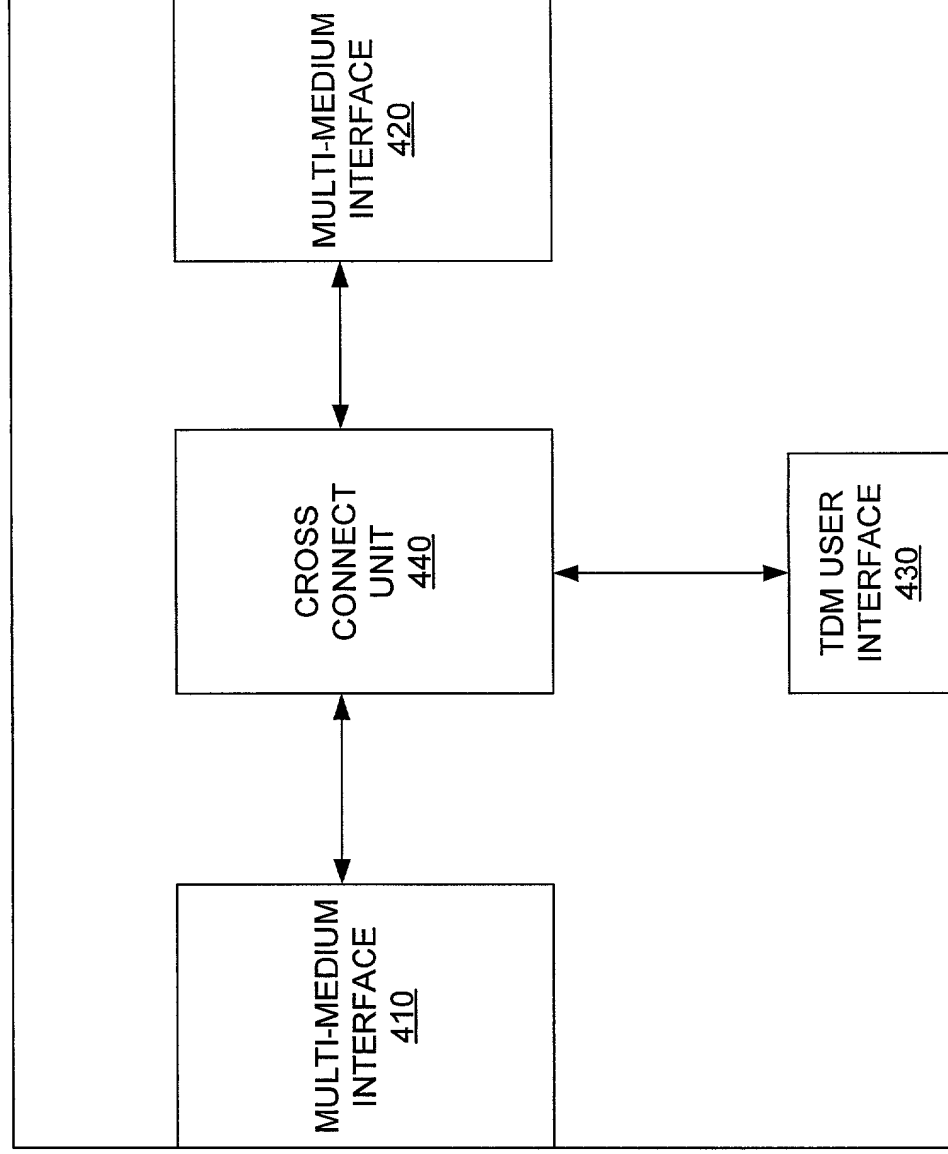 MULTI-MEDIUM
INTERFACE
410
CROSS
CONNECT
UNIT
440
MULTI-MEDIUM
INTERFACE
420
TDM USER
INTERFACE
430